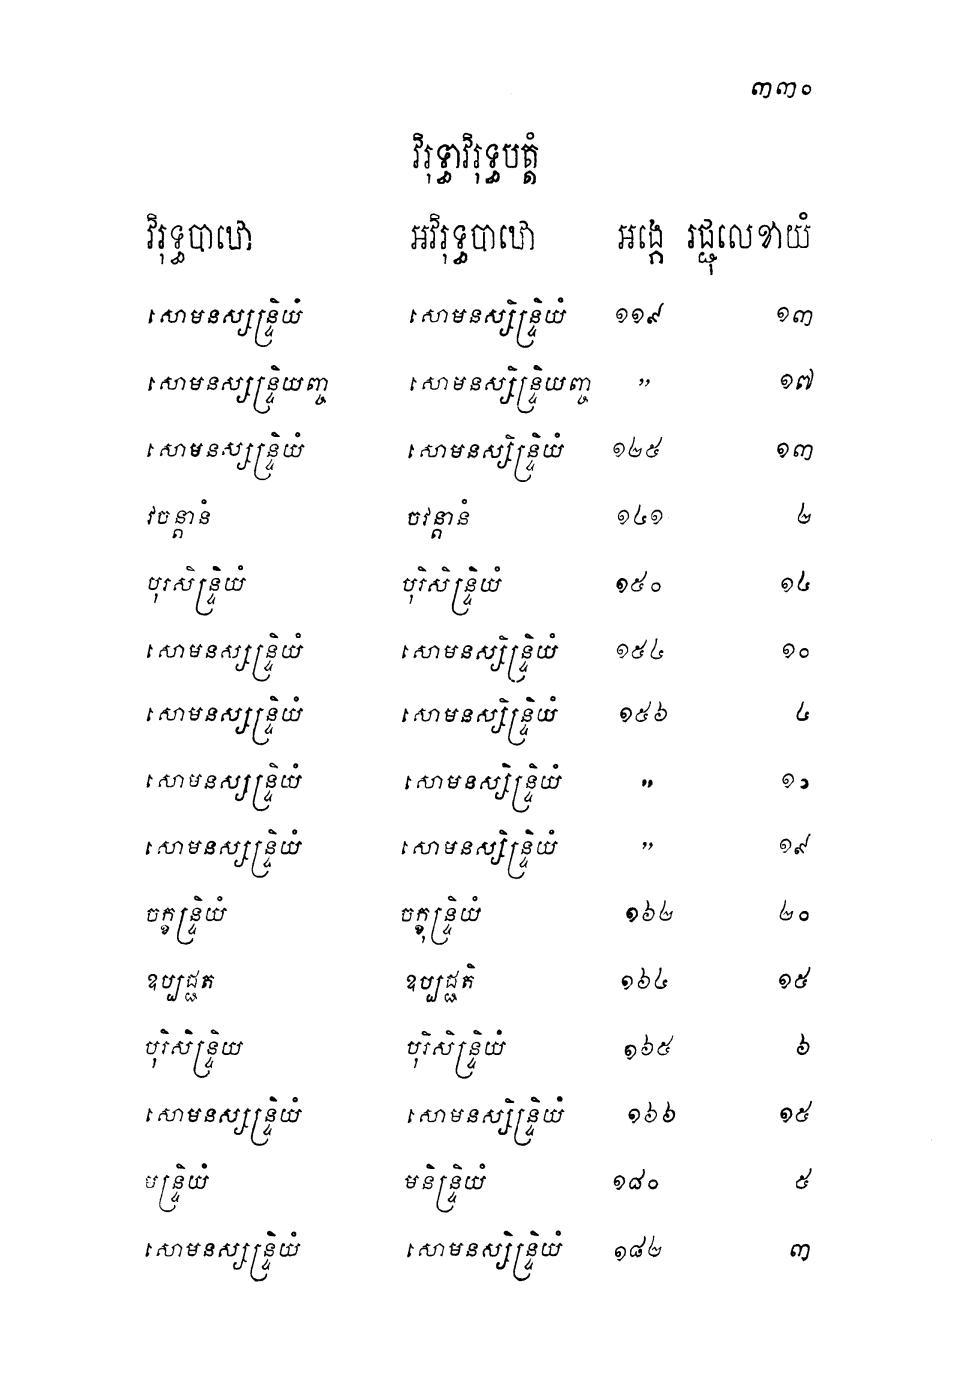 ៣៣០
វិរុទ្ធាវិរុទ្ធបត្តំ
វិរុទ្ធបាឋោ អវិរុទ្ធបាឋោ អង្កេ រជ្ជុលេខាយំ
សោមនស្សន្ទ្រិយំ សោមនស្សិន្ទ្រិយំ ១១៩ ១៣
សោមនស្សន្ទ្រិយញ្ច សោមនស្សិន្ទ្រិយញ្ច ” ១៧
សោមនស្សន្ទ្រិយំ សោមនស្សិន្ទ្រិយំ ១២៥ ១៣
វចន្តានំ ចវន្តានំ ១៤១ ២
បុរសិន្ទ្រិយំ បុរិសិន្ទ្រិយំ ១៥០ ១៤
សោមនស្សន្ទ្រិយំ សោមនស្សិន្ទ្រិយំ ១៥៤ ១០
សោមនស្សន្ទ្រិយំ សោមនស្សិន្ទ្រិយំ ១៥៦ ៤
សោមនស្សន្ទ្រិយំ សោមនស្សិន្ទ្រិយំ ”
សោមនស្សន្ទ្រិយំ សោមនស្សិន្ទ្រិយំ ” ១៩
ចក្ខន្ទ្រិយំ ចក្ខុន្ទ្រិយំ ១៦២ ២០
ឧប្បជ្ជត ឧប្បជ្ជតិ ១៦៤ ១៥
បុរិសិន្ទ្រិយ បុរិសិន្ទ្រិយំ ១៦៥ ៦
សោមនស្សន្ទ្រិយំ សោមនស្សិន្ទ្រិយំ ១៦៦ ១៥
មន្ទ្រិយំ មនិន្ទ្រិយំ ១៨០ ៥
សោមនស្សន្ទ្រិយំ សោមនស្សិន្ទ្រិយំ ១៨២ ៣